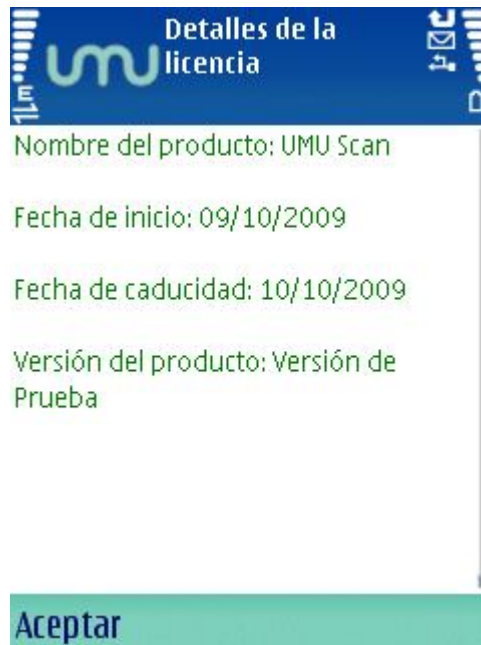 umu
Detalles de la
licencia
E
Nombre del producto: UMU Scan
Fecha de inicio: 09/10/2009
Fecha de caducidad: 10/10/2009
Versión del producto: Versión de
Prueba
Aceptar